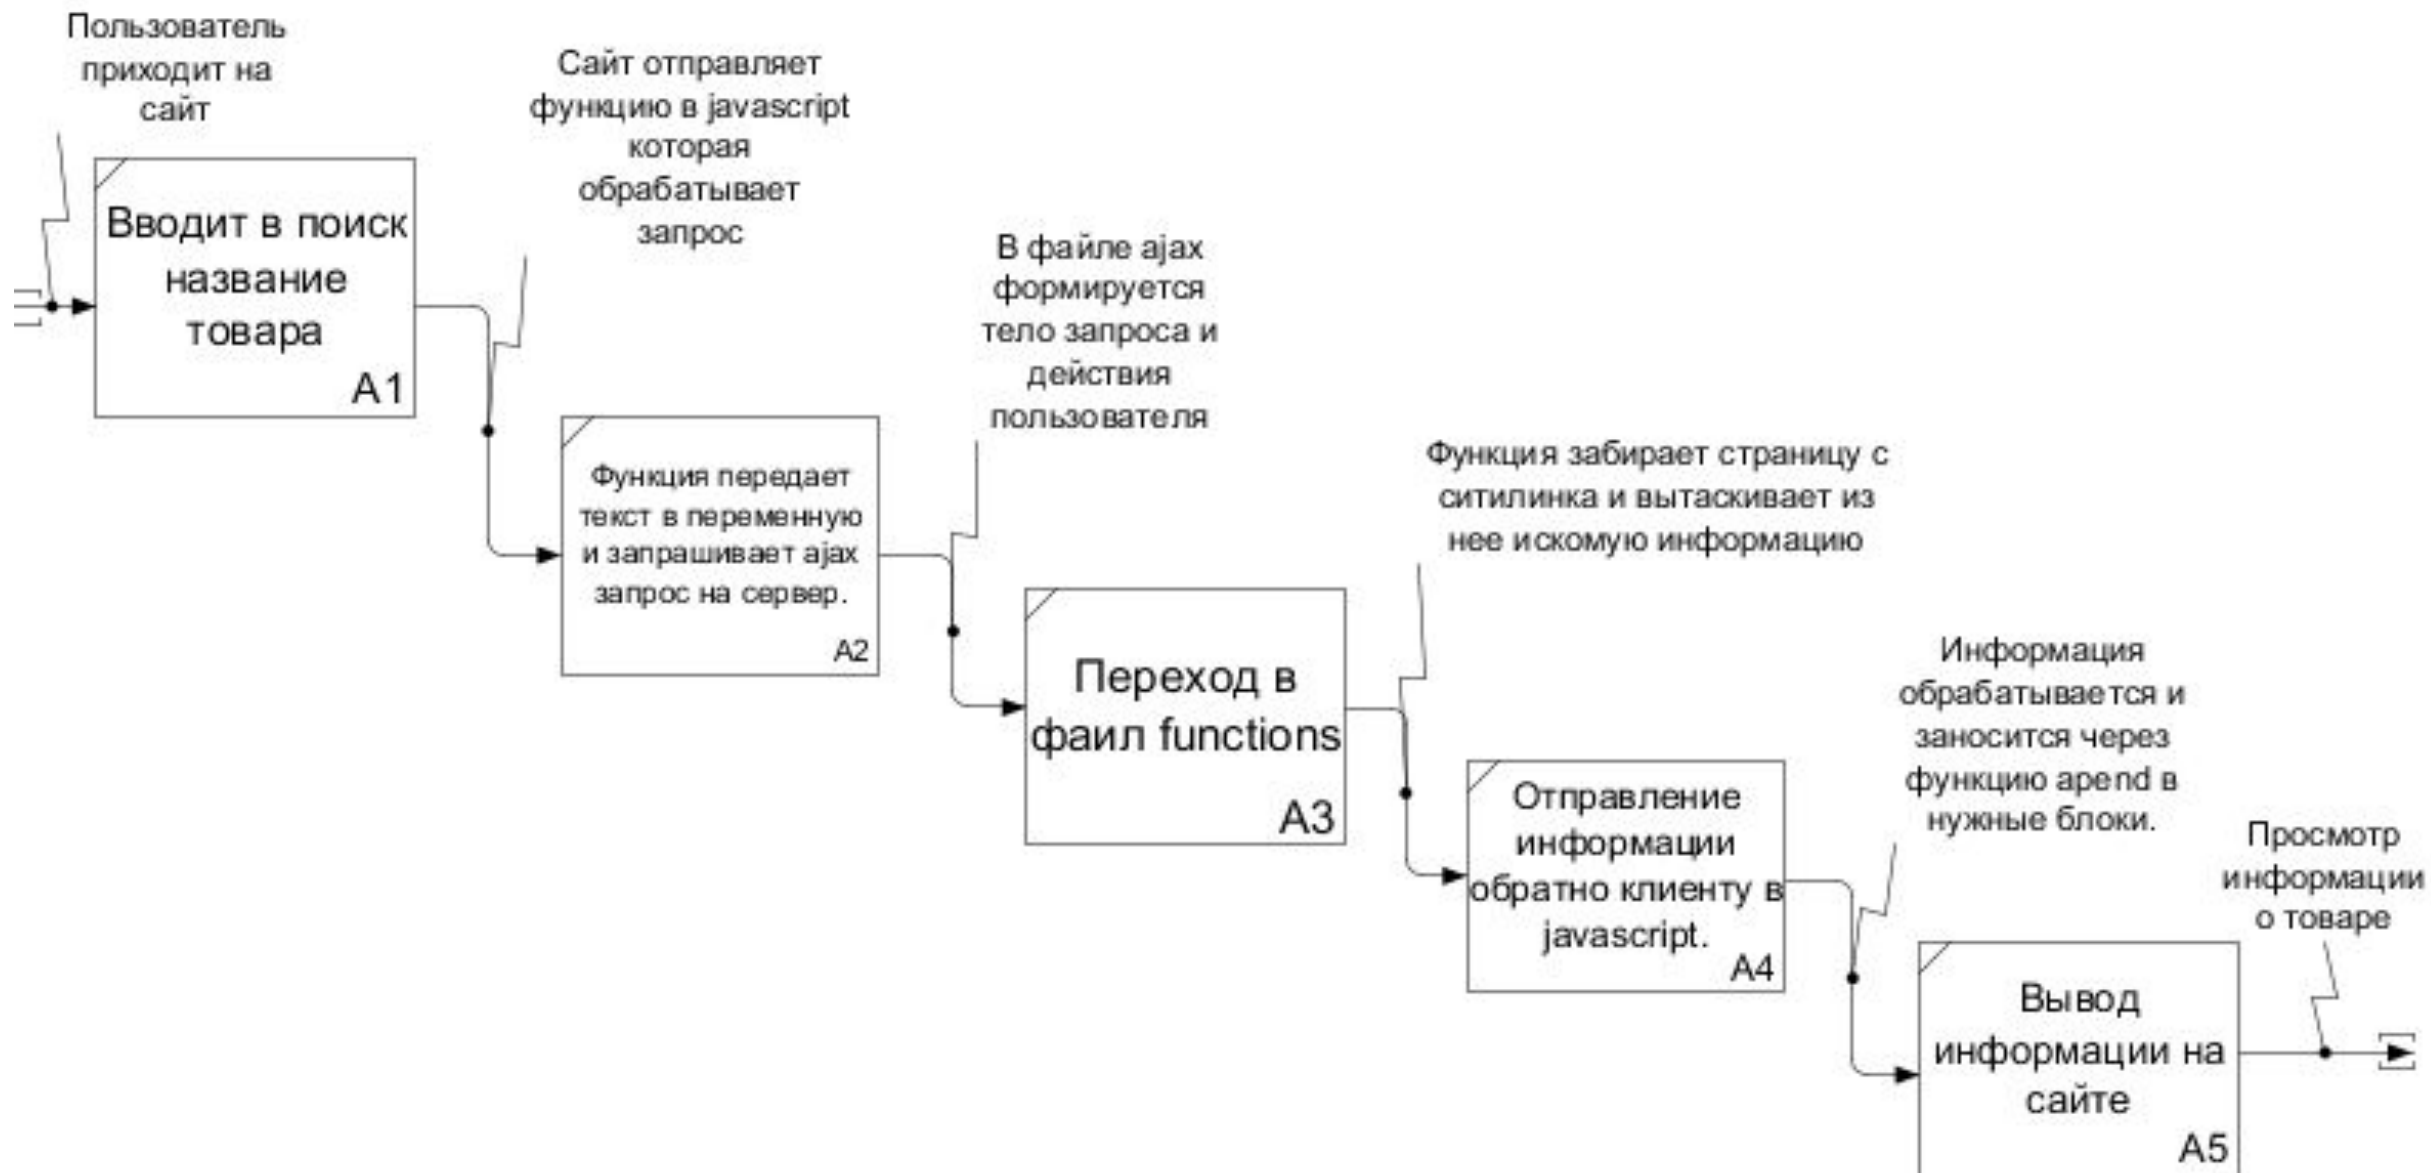 Пользователь
приходит на
сайт
Вводит в поиск
название
товара
A1
Сайт отправляет
функцию в javascript
которая
обрабатывает
запрос
Функция передает
текст в переменную
и запрашивает ajax
запрос на сервер.
A2
В файле ajax
формируется
тело запроса и
действия
пользователя
Переход в
фаил functions
A3
Функция забирает страницу с
ситилинка и вытаскивает из
нее искомую информацию
Отправление
информации
обратно клиенту в
javascript.
A4
Информация
обрабатывается и
заносится через
функцию apend в
нужные блоки.
Вывод
информации на
сайте
A5
Просмотр
информации
о товаре